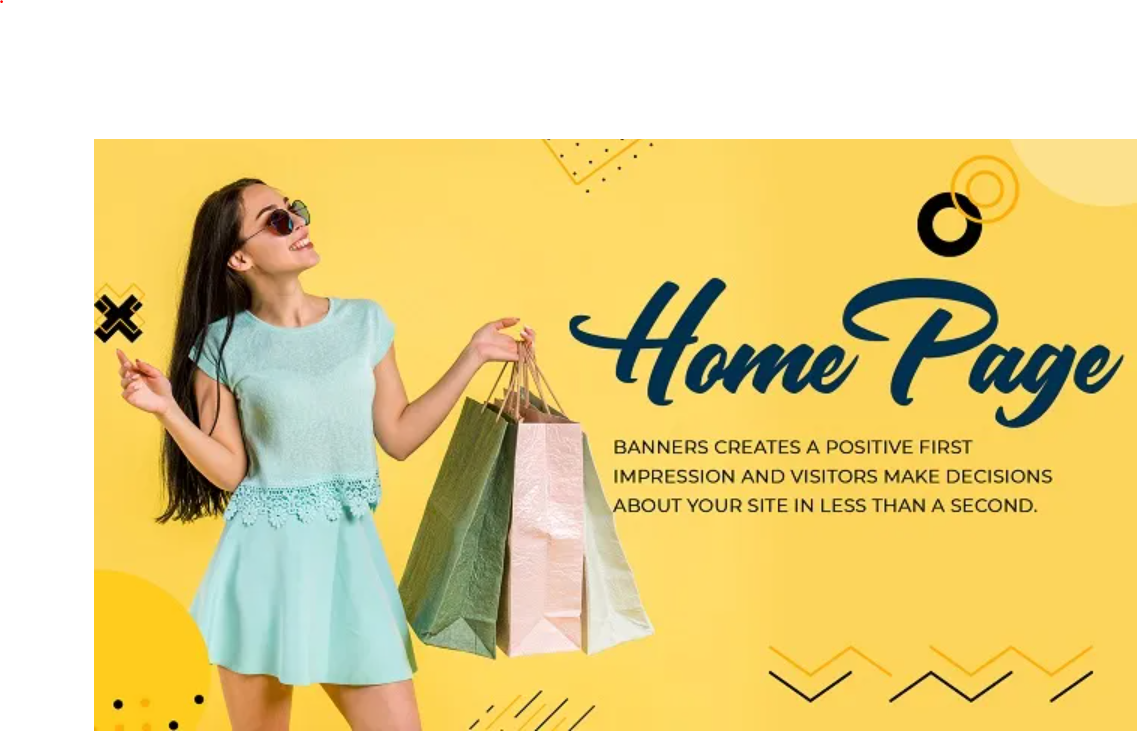 Home Page
BANNERS CREATES A POSITIVE FIRST
IMPRESSION AND VISITORS MAKE DECISIONS
ABOUT YOUR SITE IN LESS THAN A SECOND.